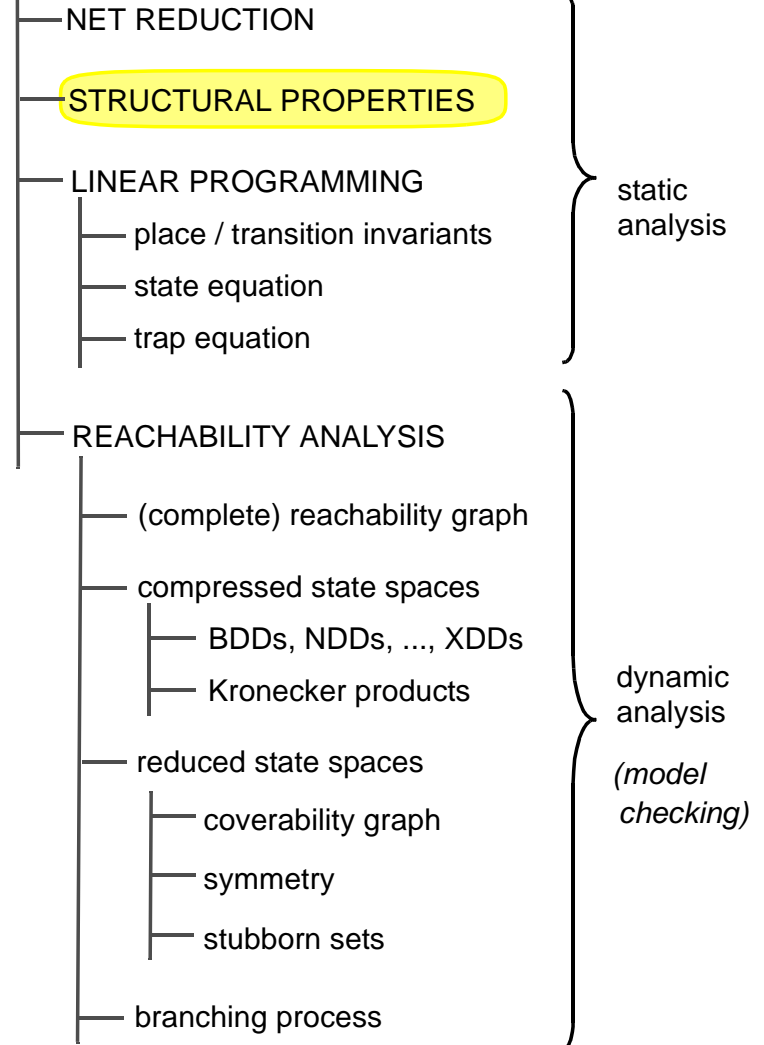 NET REDUCTION
STRUCTURAL PROPERTIES
LINEAR PROGRAMMING
place / transition invariants
state equation
trap equation
static
analysis
REACHABILITY ANALYSIS
(complete) reachability graph
compressed state spaces
BDDs, NDDs, ..., XDDs
Kronecker products
reduced state spaces
coverability graph
symmetry
stubborn sets
branching process
dynamic
analysis
(model
checking)